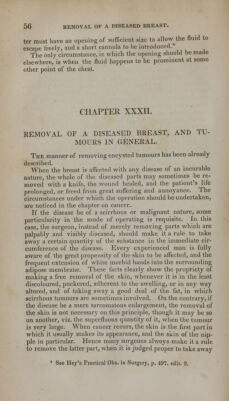 56 REMOVAL OF A DISEASED BREAST.
ter must have an opening of sufficient size to allow the fluid to
escape freely, and a short cannula to be introduced.*
The only circumstance, in which the opening should be made
elsewhere, is when the fluid happens to be prominent at some
other point of the chest.
CHAPTER XXXII.
REMOVAL OF A DISEASED BREAST, AND TU-
MOURS IN GENERAL.
THE manner of removing encysted tumours has been already
described.
When the breast is affected with any disease of an incurable
nature, the whole of the diseased parts may sometimes be re-
moved with a knife, the wound healed, and the patient's life
prolonged, or freed from great suffering and annoyance. The
circumstances under which the operation should be undertaken,
are noticed in the chapter on cancer.
If the disease be of a scirrhous or malignant nature, some
particularity in the mode of operating is requisite. In this
case, the surgeon, instead of merely removing parts which are
palpably and visibly diseased, should make it a rule to take
away a certain quantity of the substance in the immediate cir-
cumference of the disease. Every experienced man is fully
aware of the great propensity of the skin to be affected, and the
frequent extension of white morbid bands into the surrounding
adipose membrane. These facts clearly show the propriety of
making a free removal of the skin, whenever it is in the least
discoloured, puckered, adherent to the swelling, or in any way
altered, and of taking away a good deal of the fat, in which
scirrhous tumours are sometimes involved. On the contrary, if
the disease be a mere sarcomatous enlargement, the removal of
the skin is not necessary on this principle, though it may be so
on another, viz. the superfluous quantity of it, when the tumour
is very large. When cancer recurs, the skin is the first part in
which it usually makes its appearance, and the skin of the nip-
ple in particular. Hence many surgeons always make it a rule
to remove the latter part, when it is judged proper to take away
* See Hey's Practical Obs. in Surgery, p. 497. edit. 2.